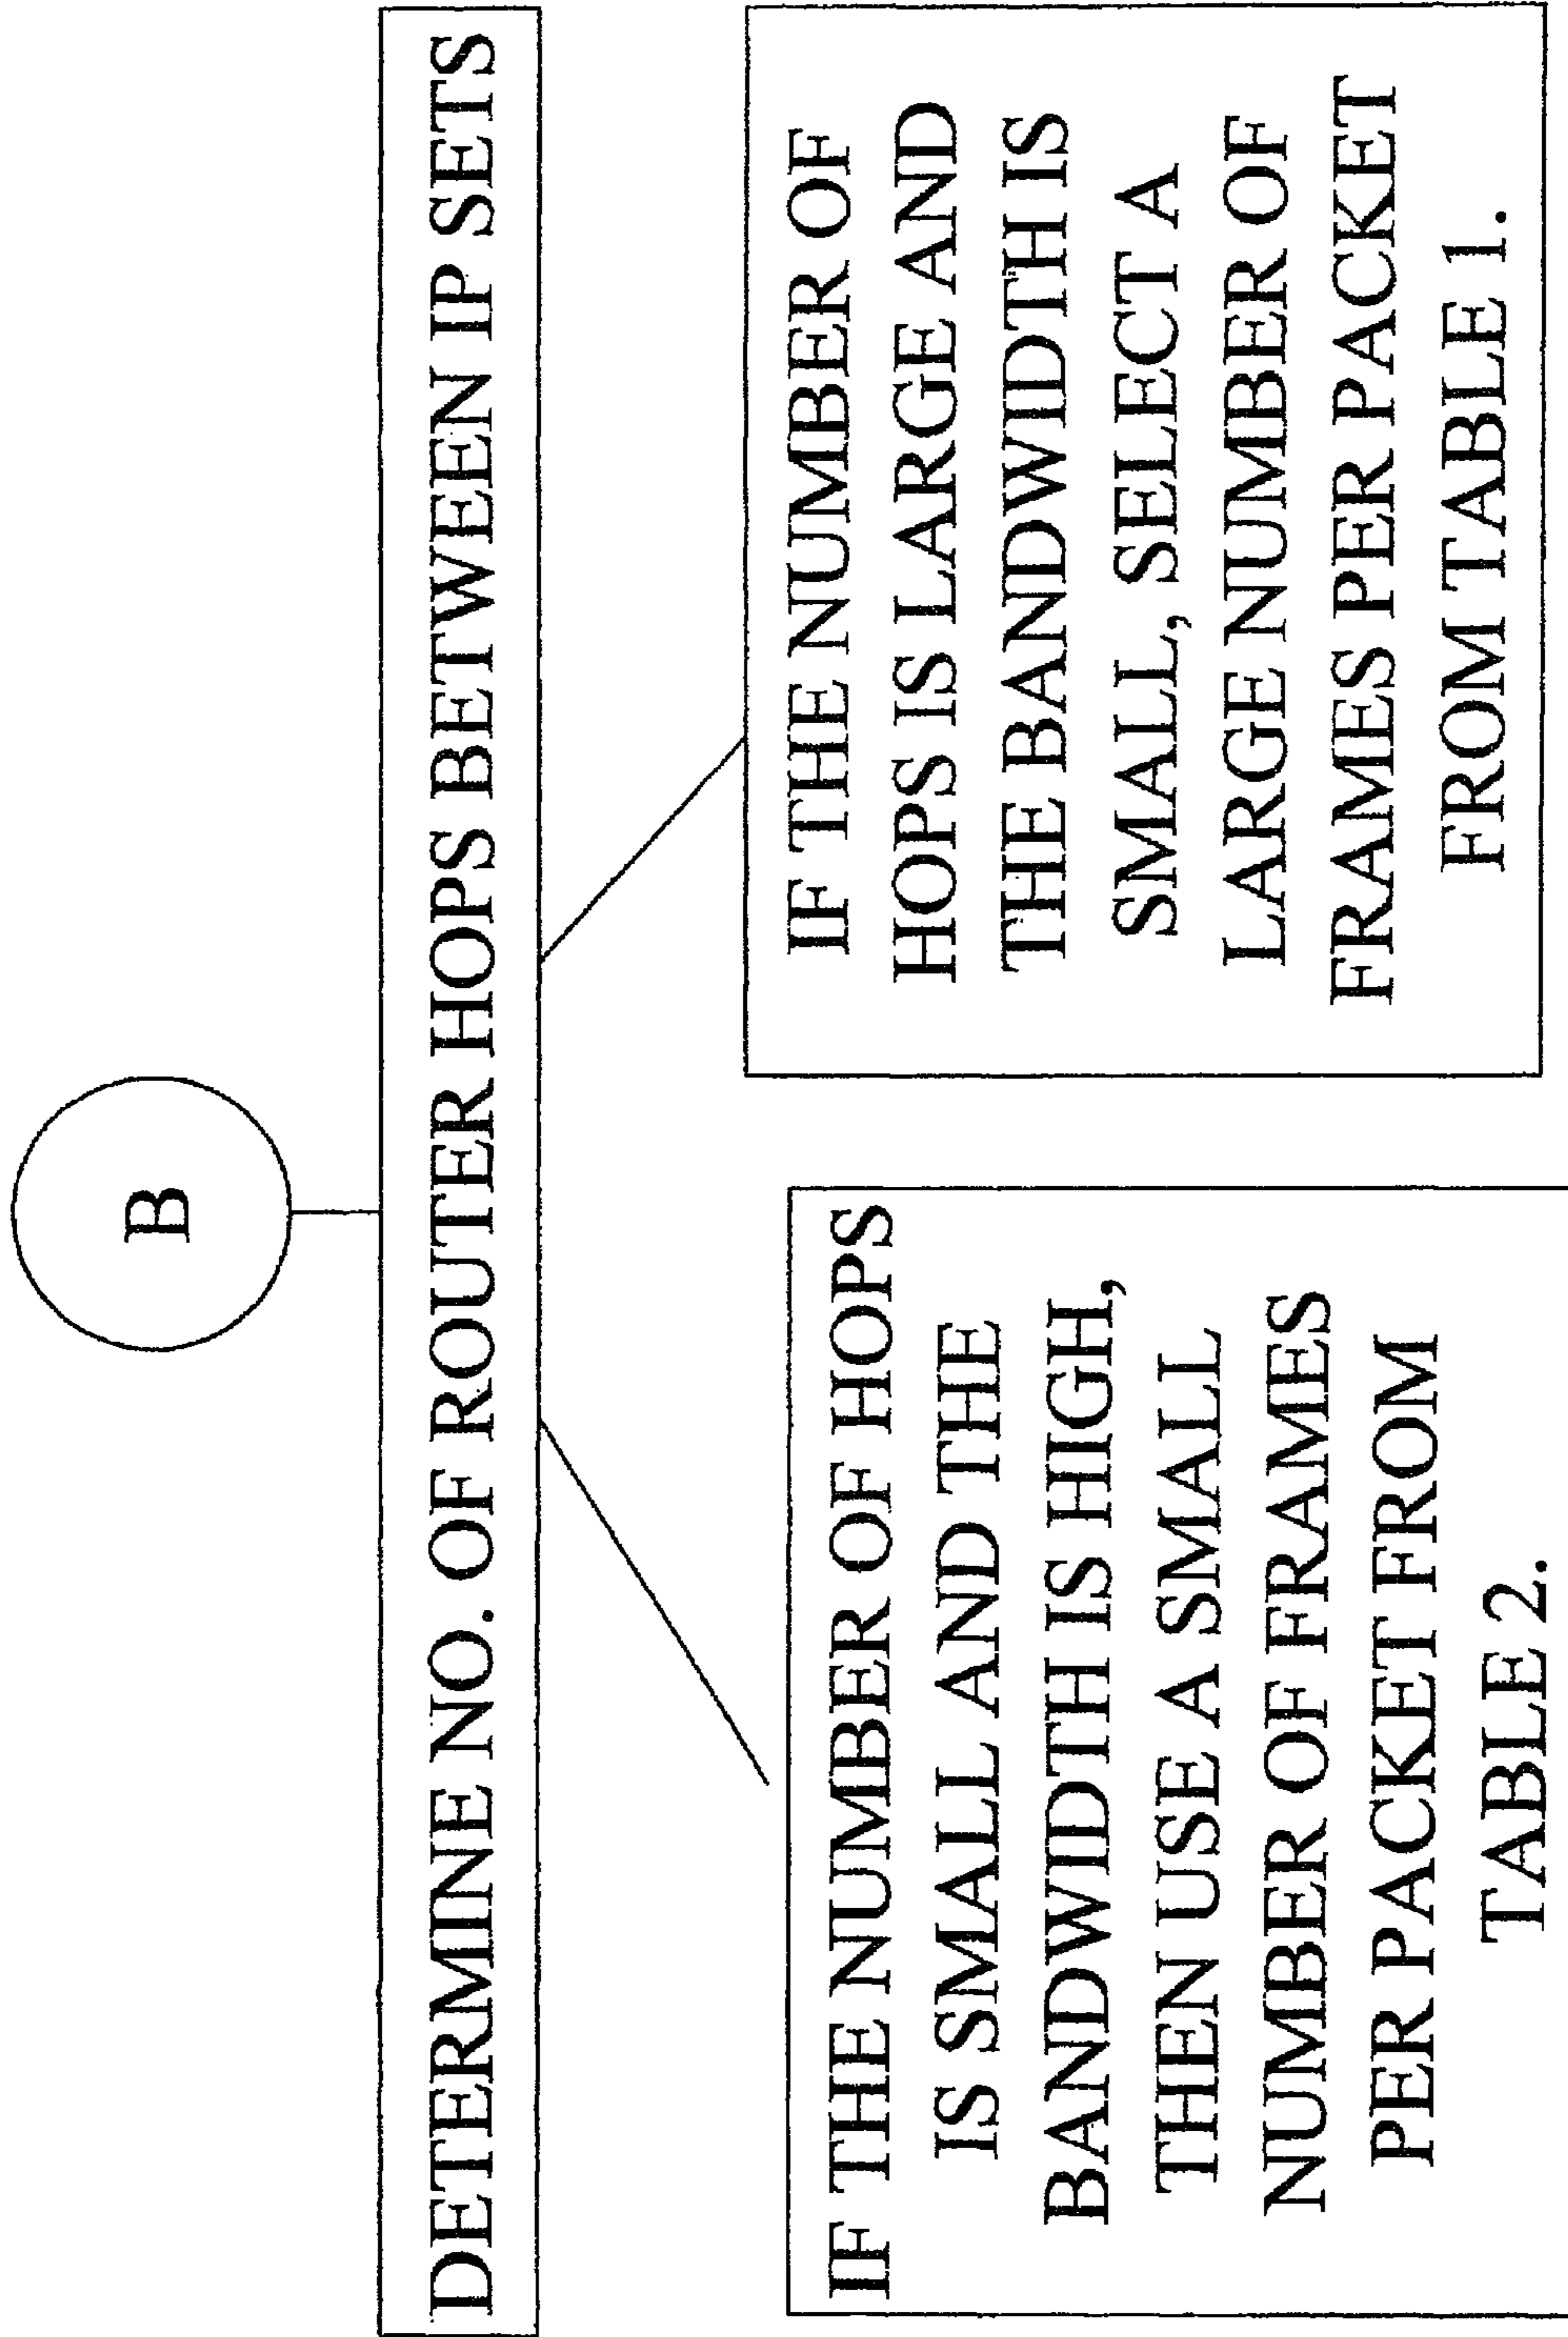 B
DETERMINE NO. OF ROUTER HOPS BETWEEN IP SETS
IF THE NUMBER OF HOPS
IS SMALL AND THE
BANDWIDTH IS HIGH,
THEN USE A SMALL
NUMBER OF FRAMES
PER PACKET FROM
TABLE 2.
IF THE NUMBER OF
HOPS IS LARGE AND
THE BANDWIDTH IS
SMALL, SELECT A
LARGE NUMBER OF
FRAMES PER PACKET
FROM TABLE 1.